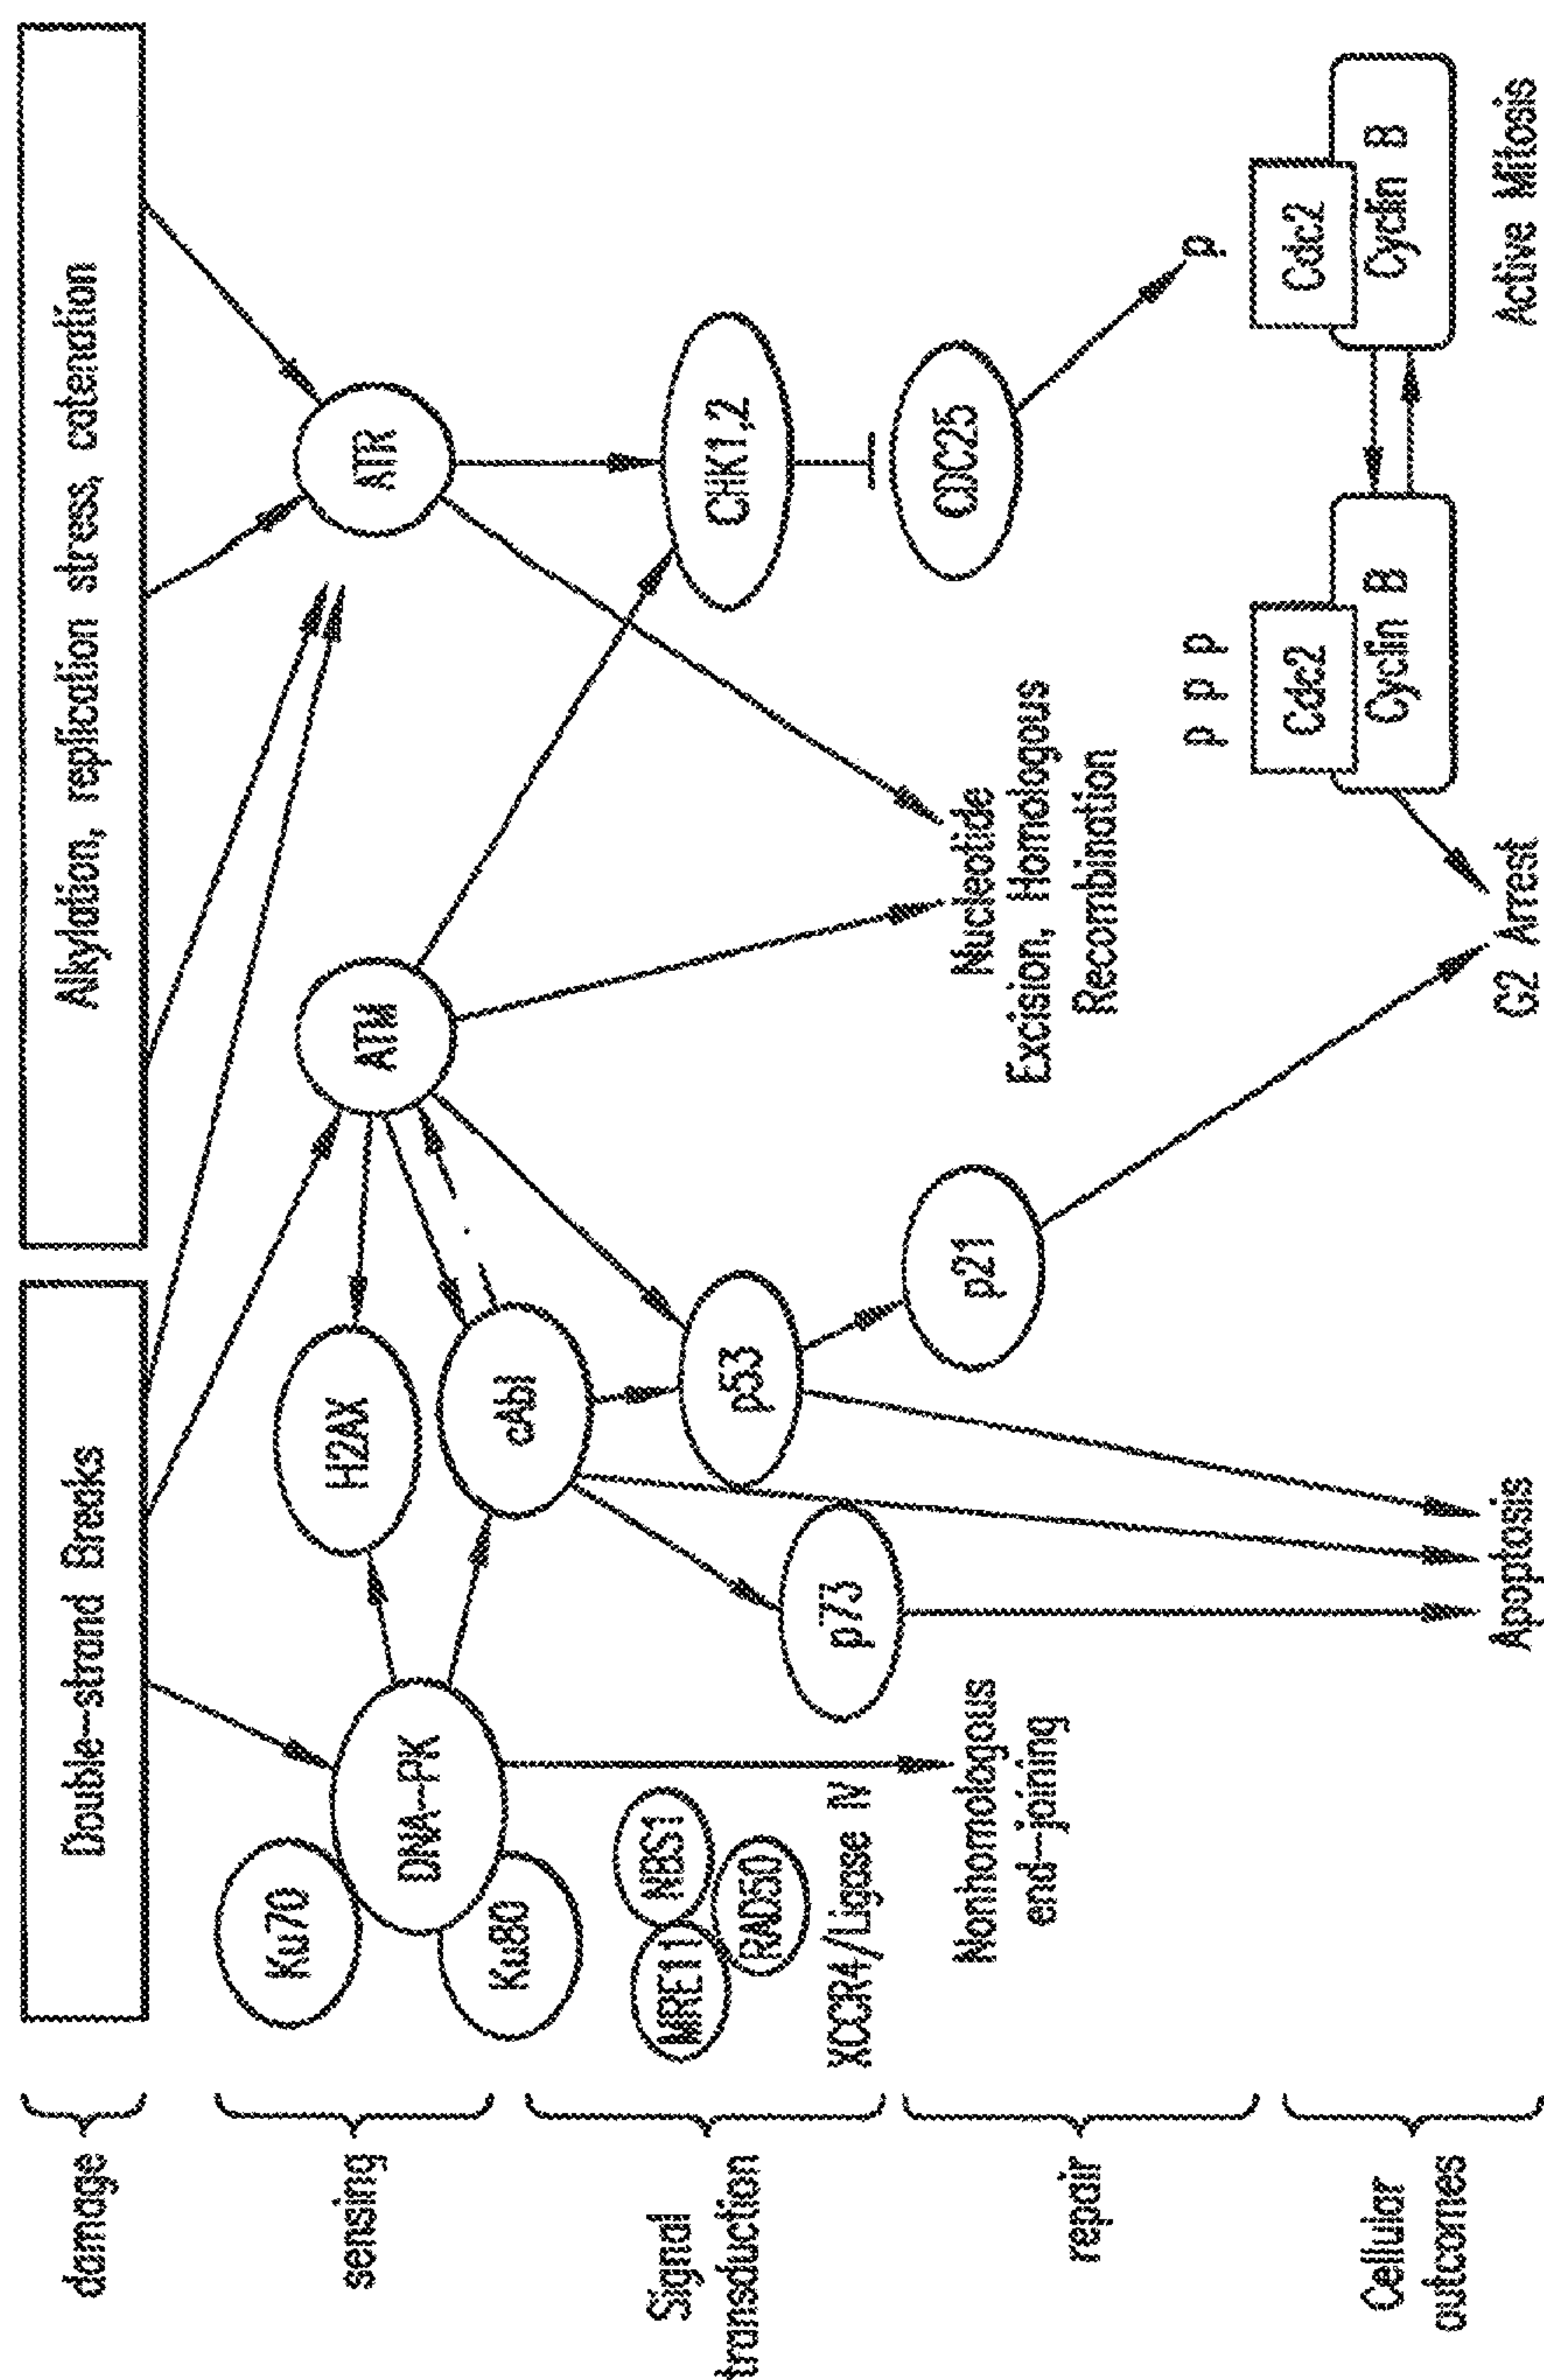 damage
Double-strand Breaks
Alkylation, replication stress, catenation
sensing
Ku70
DNA-PK
Ku80
H2AX
cAbl
ATM
ATR
Signal
transduction
MRE11
NBS1
RAD50
XCCR4/Ligase IV
p73
p53
CHK1,2
repair
Nonhomologous
end-joining
p21
Nucleotide
Excision, Homologous
Recombination
CDC25
p p p
p
Cellular
outcomes
Cdc2
Cyclin B
Cdc2
Cyclin B
Apoptosis
G2 Arrest
Active Mitosis